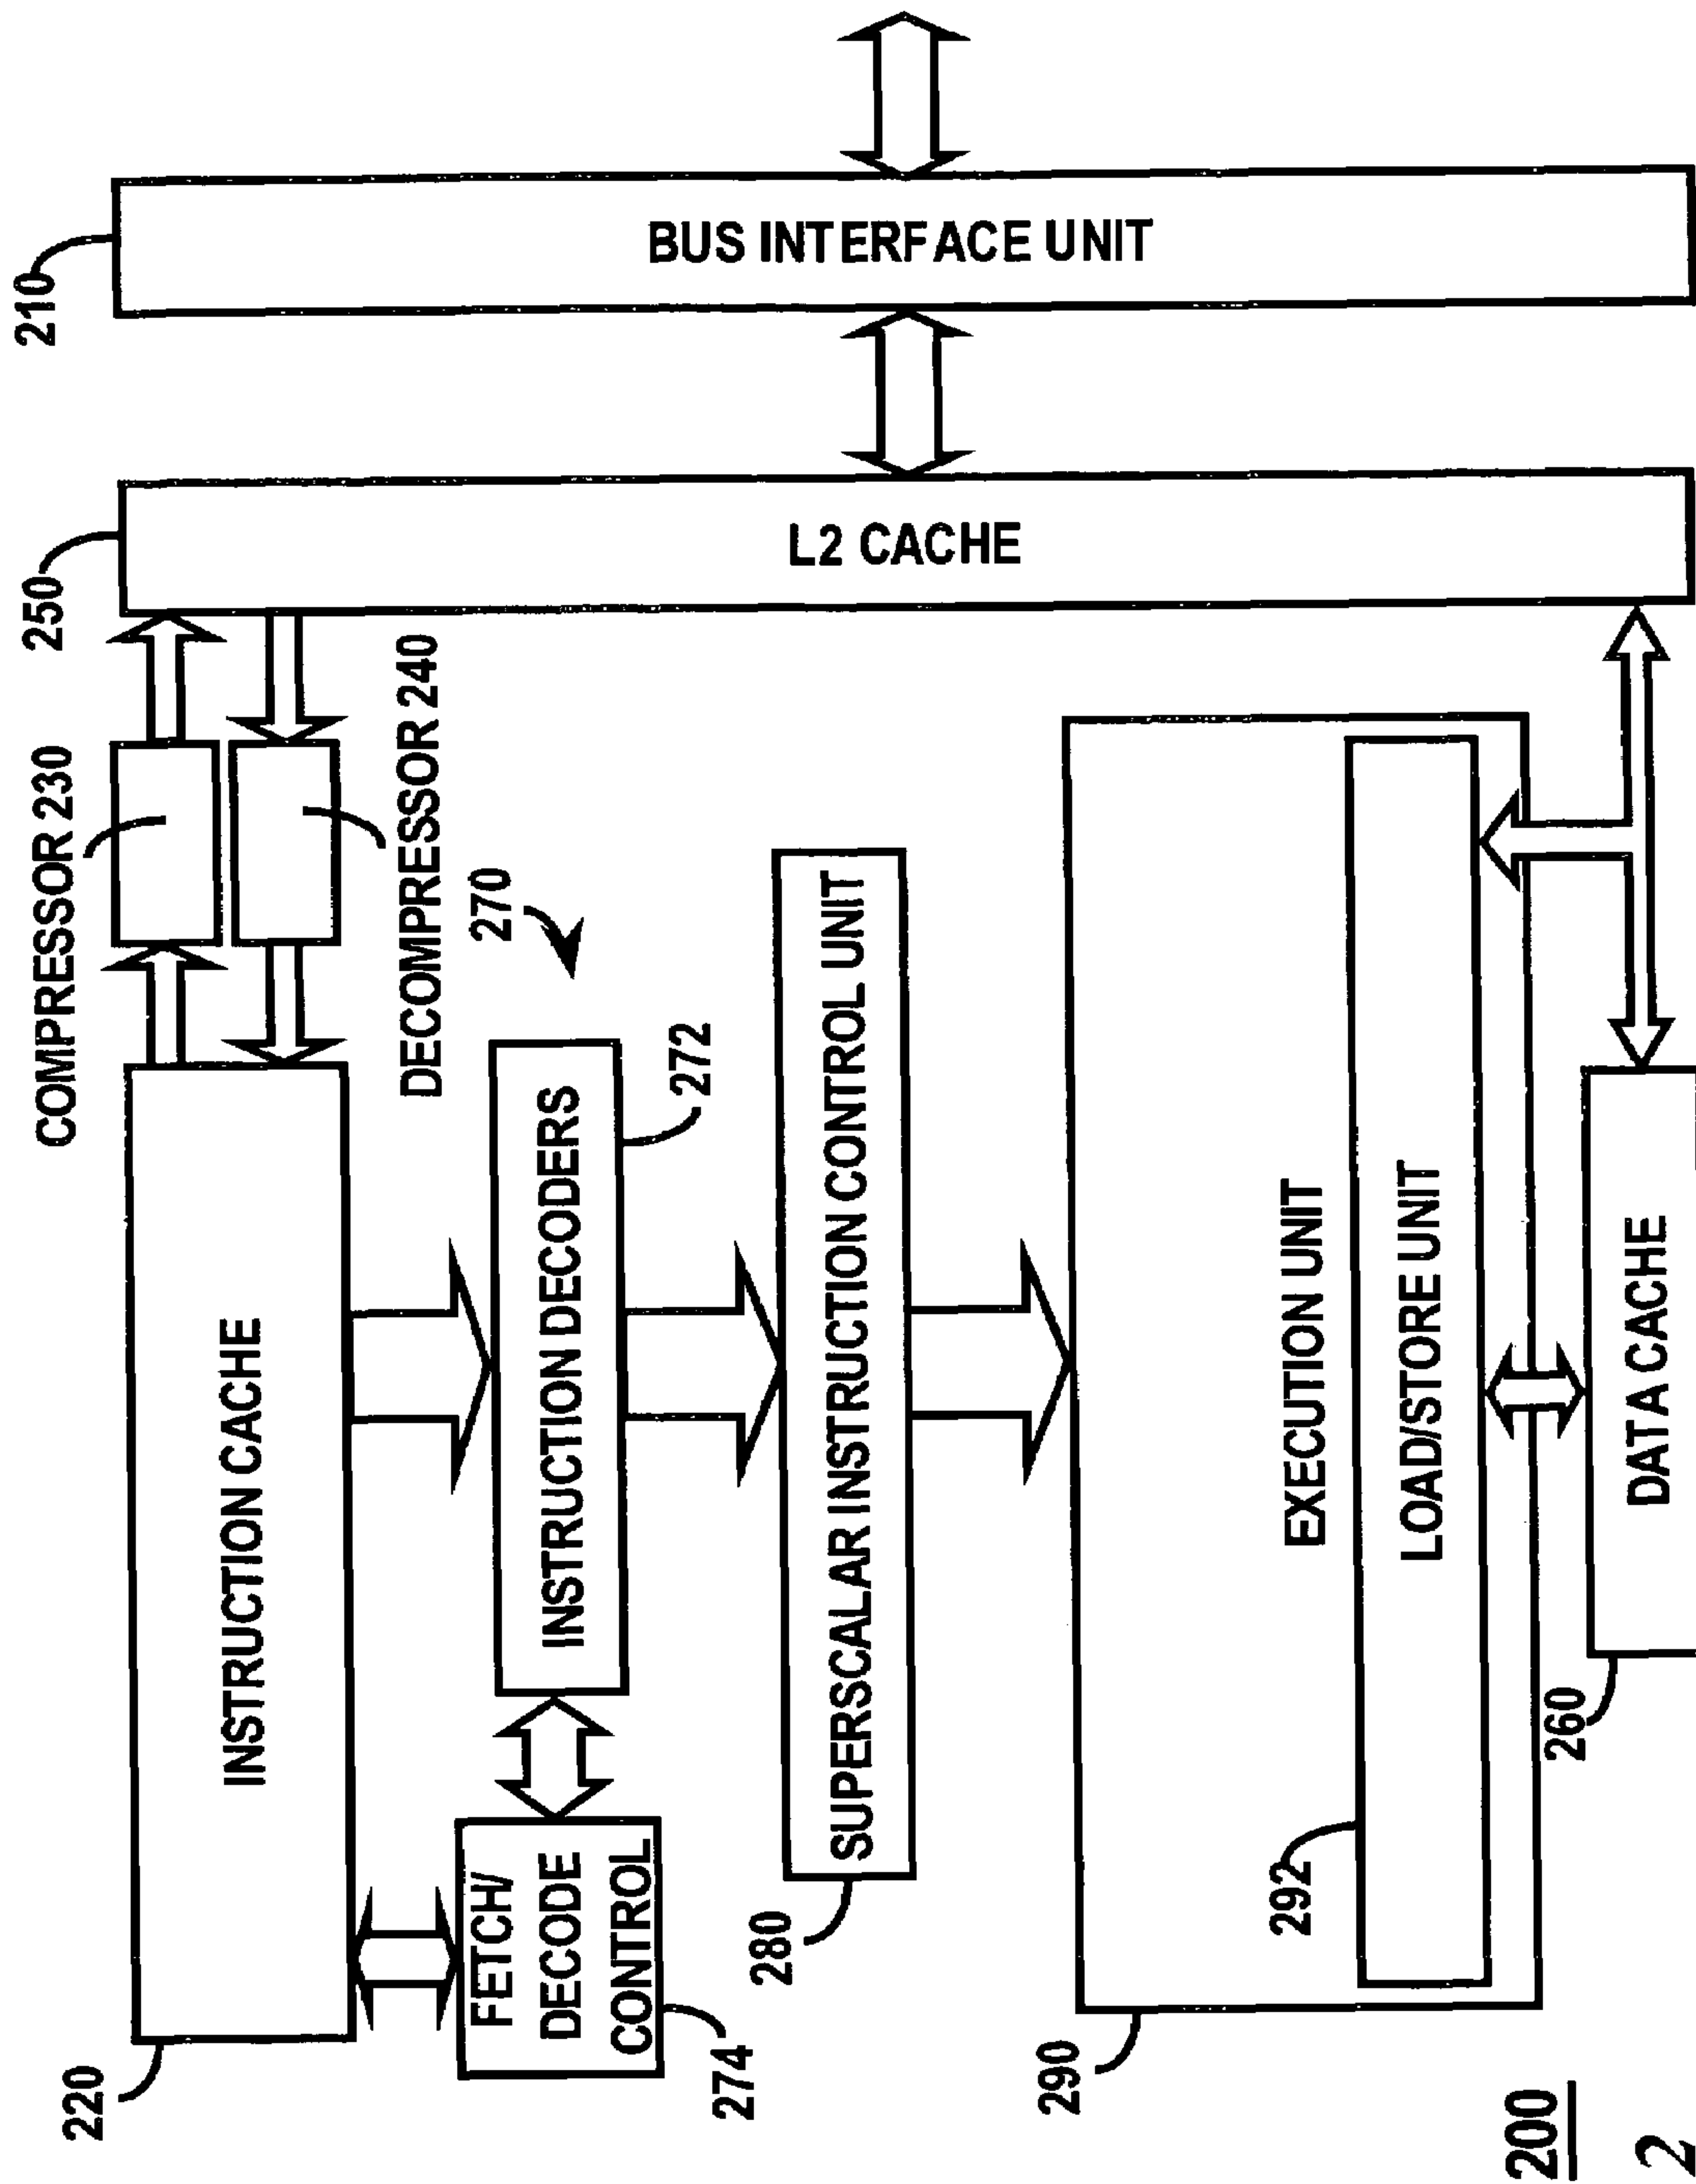 210
BUS INTERFACE UNIT
250
L2 CACHE
COMPRESSOR 230
DECOMPRESSOR 240
270
220
INSTRUCTION CACHE
272
INSTRUCTION DECODERS
FETCH/
DECODE
CONTROL
274
280
SUPERSCALAR INSTRUCTION CONTROL UNIT
290
EXECUTION UNIT
292
LOAD/STORE UNIT
260
DATA CACHE
200
2